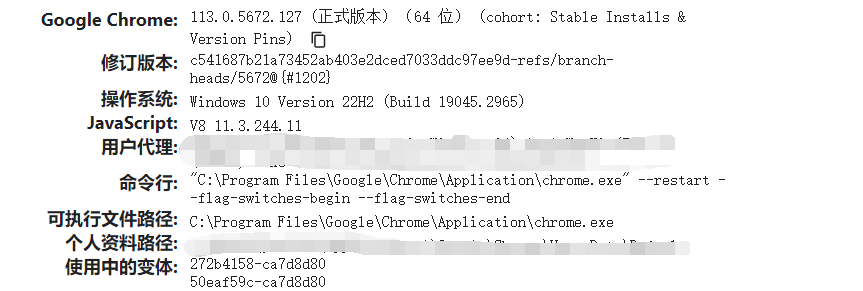 Google Chrome: 113.0.5672.127 (正式版本) (64 位) (cohort: Stable Installs &
Version Pins)
修订版本: c541687b21a73452ab403e2dced7033ddc97ee9d-refs/branch-
heads/5672@{#1202}
操作系统: Windows 10 Version 22H2 (Build 19045.2965)
JavaScript: V8 11.3.244.11
用户代理:
命令行: "C:\Program Files\Google\Chrome\Application\chrome.exe" --restart -
-flag-switches-begin --flag-switches-end
可执行文件路径: C:\Program Files\Google\Chrome\Application\chrome.exe
个人资料路径:
使用中的变体: 272b4158-ca7d8d80
50eaf59c-ca7d8d80